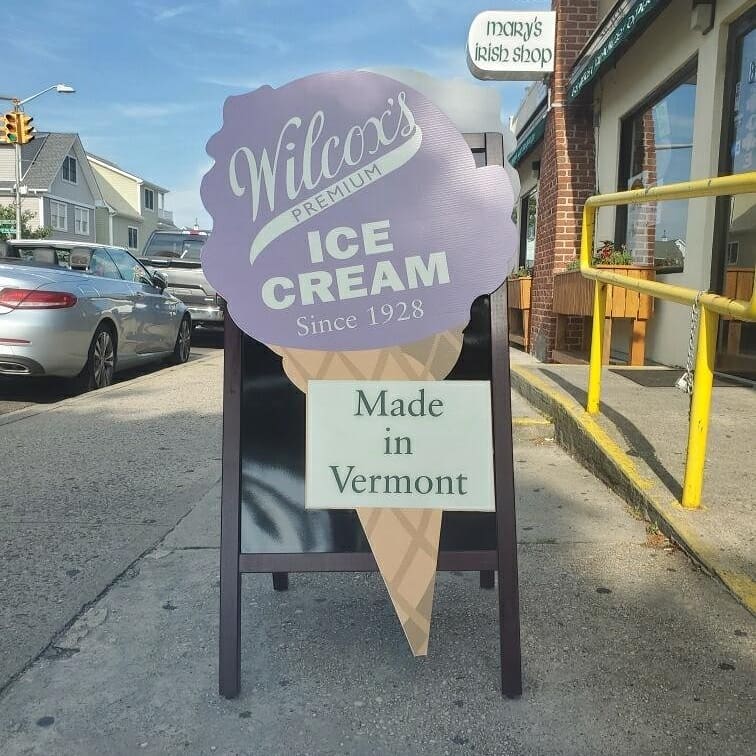 MARY'S
IRISH SHOP
Wilcox's
PREMIUM
ICE
CREAM
Since 1928
Made
in
Vermont